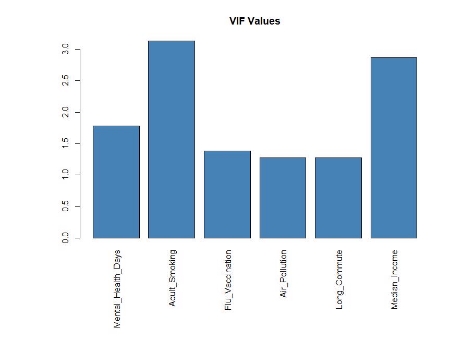 VIF Values
3.0
2.5
2.0
1.5
1.0
0.5
0.0
Mental_Health_Days
Adult_Smoking
Flu_Vaccination
Air_Pollution
Long_Commute
Median_Income